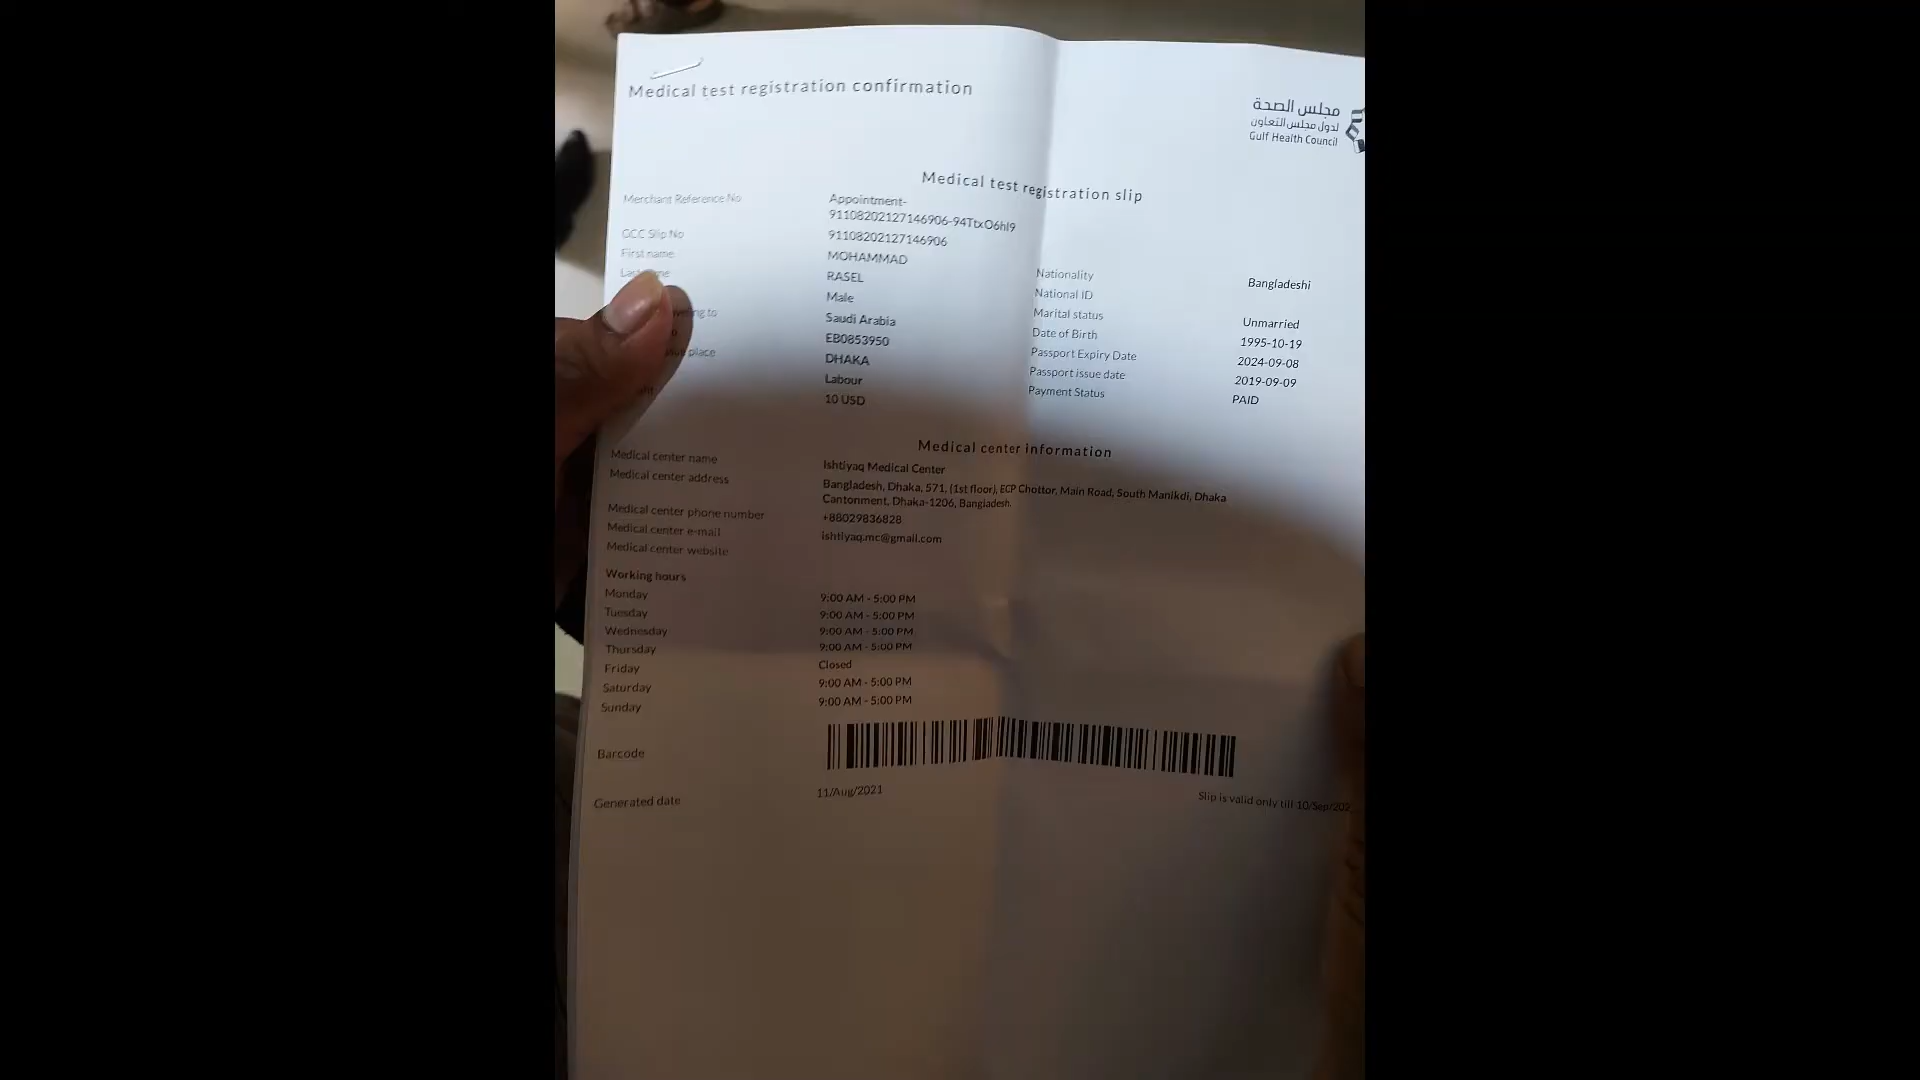 Medical test registration confirmation
مجلس الصحة
لدول مجلس التعاون
Gulf Health Council
Medical test registration slip
Merchant Reference No Appointment-
91108202127146906-94TtxO6hI9
GCC Slip No 91108202127146906
First name MOHAMMAD
RASEL
Male
Saudi Arabia
EB0853950
place DHAKA
Labour
10 USD
Nationality Bangladeshi
National ID
Marital status Unmarried
Date of Birth 1995-10-19
Passport Expiry Date 2024-09-08
Passport issue date 2019-09-09
Payment Status PAID
Medical center information
Medical center name Ishtiyaq Medical Center
Medical center address Bangladesh, Dhaka, 571, (1st floor), ECP Chottor, Main Road, South Manikdi, Dhaka
Cantonment, Dhaka-1206, Bangladesh.
Medical center phone number +88029836828
Medical center e-mail ishtiyaq.mc@gmail.com
Medical center website
Working hours
Monday 9:00 AM - 5:00 PM
Tuesday 9:00 AM - 5:00 PM
Wednesday 9:00 AM - 5:00 PM
Thursday 9:00 AM - 5:00 PM
Friday Closed
Saturday 9:00 AM - 5:00 PM
Sunday 9:00 AM - 5:00 PM
Barcode
Generated date 11/Aug/2021
Slip is valid only till 10/Sep/202